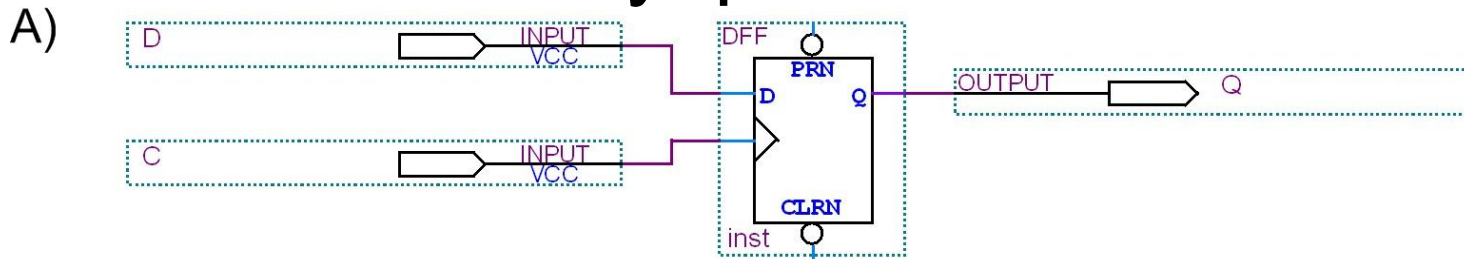 A)
D INPUT VCC
DFF
PRN
D Q
OUTPUT Q
C INPUT VCC
CLRN
inst